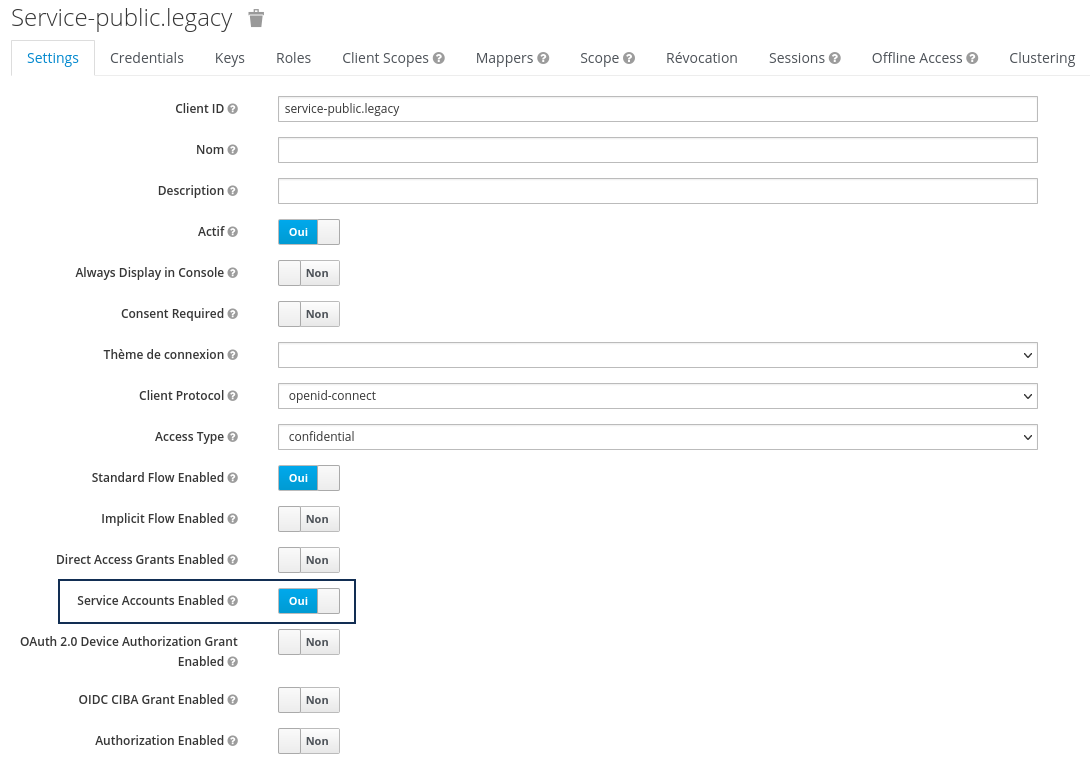 Service-public.legacy
Settings Credentials Keys Roles Client Scopes Mappers Scope Révocation Sessions Offline Access Clustering
Client ID service-public.legacy
Nom
Description
Actif Oui
Always Display in Console Non
Consent Required Non
Thème de connexion
Client Protocol openid-connect
Access Type confidential
Standard Flow Enabled Oui
Implicit Flow Enabled Non
Direct Access Grants Enabled Non
Service Accounts Enabled Oui
OAuth 2.0 Device Authorization Grant Non
Enabled
OIDC CIBA Grant Enabled Non
Authorization Enabled Non